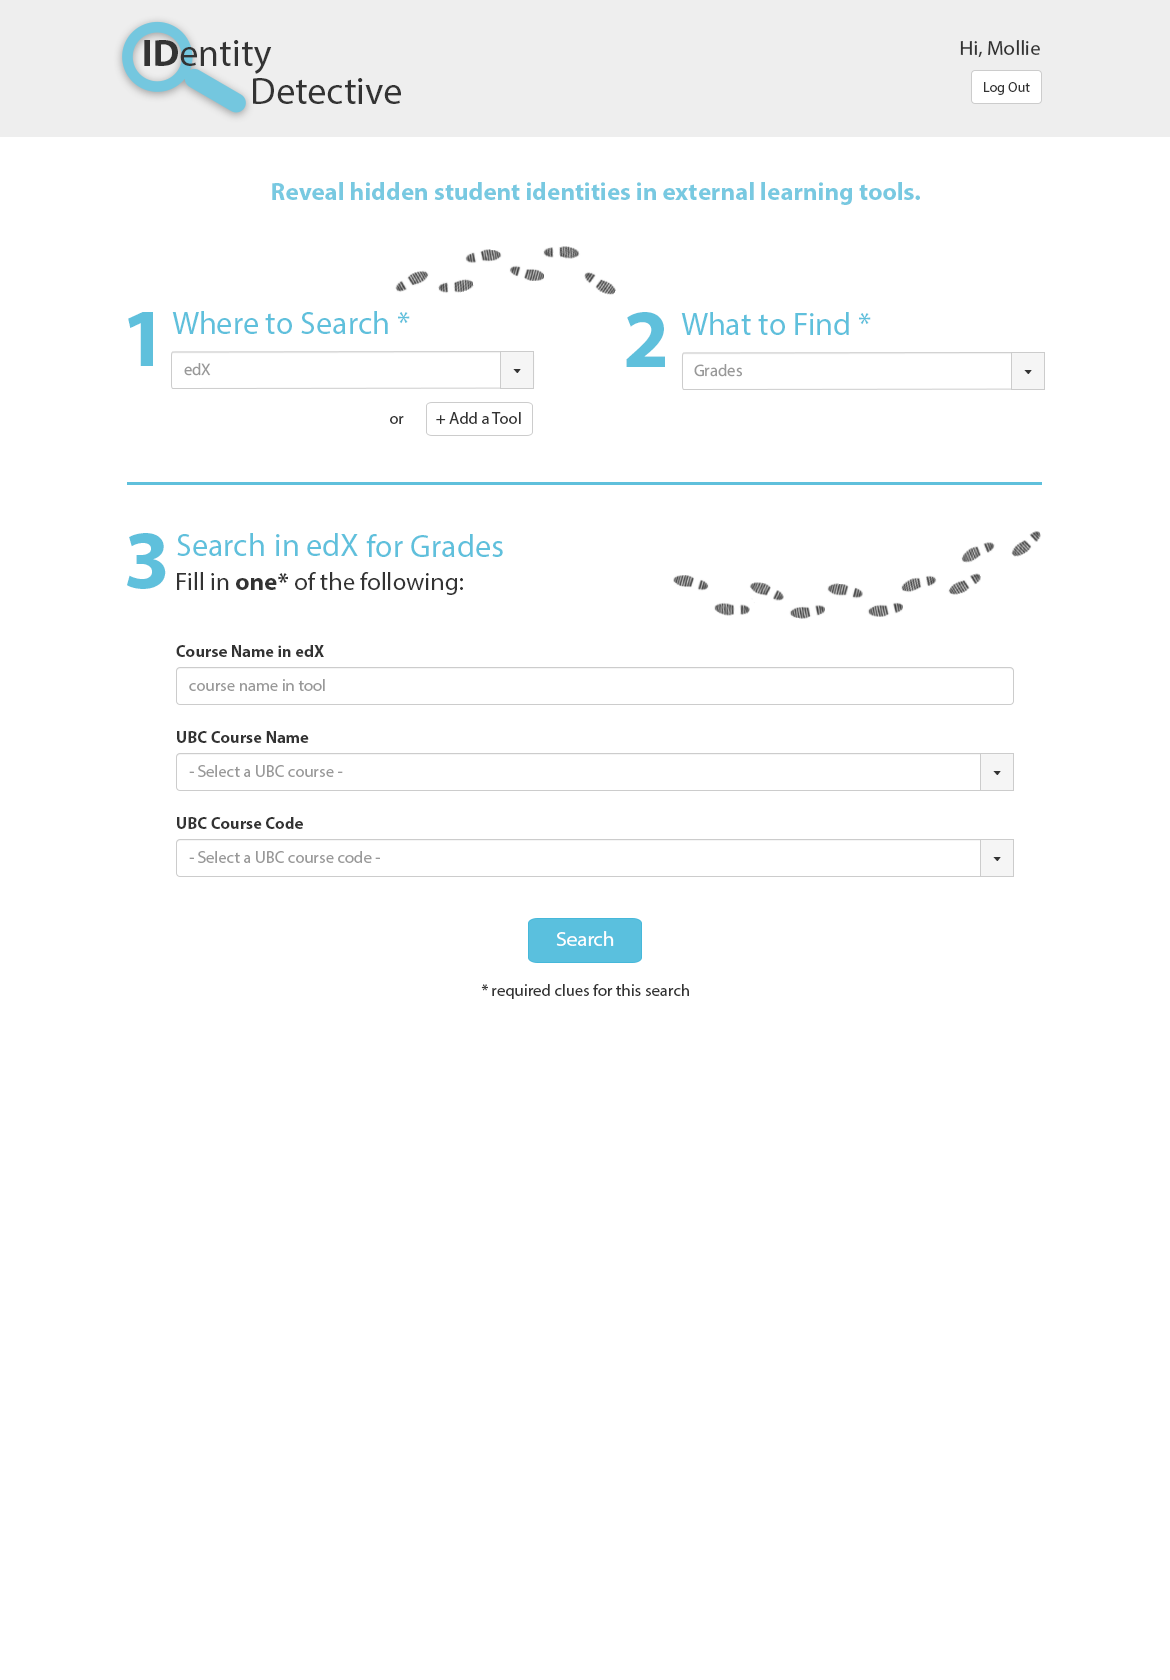 IDentity
Detective
Hi, Mollie
Log Out
Reveal hidden student identities in external learning tools.
1 Where to Search *
edX
or + Add a Tool
2 What to Find *
Grades
3 Search in edX for Grades
Fill in one* of the following:
Course Name in edX
course name in tool
UBC Course Name
- Select a UBC course -
UBC Course Code
- Select a UBC course code -
Search
* required clues for this search